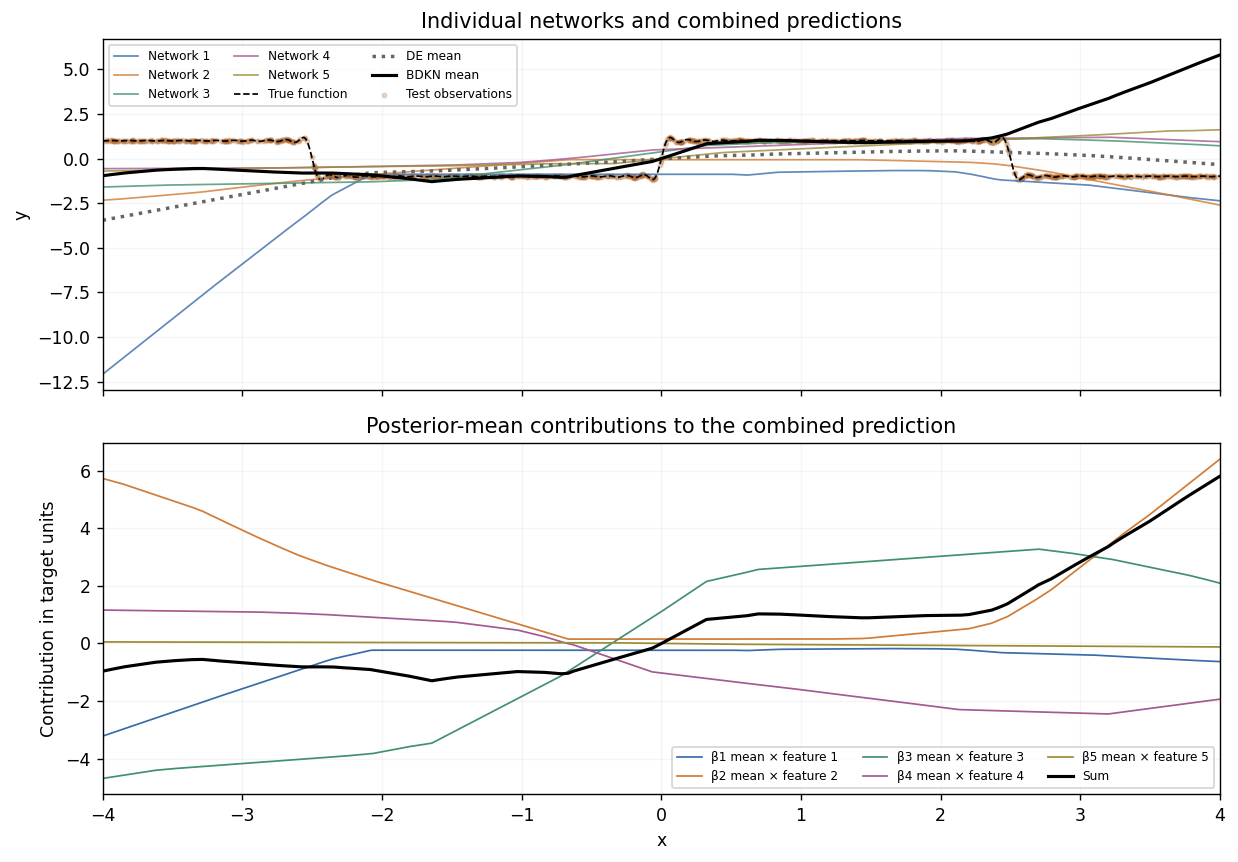 Individual networks and combined predictions
Network 1
Network 2
Network 3
Network 4
Network 5
True function
DE mean
BDKN mean
Test observations
5.0
2.5
0.0
−2.5
−5.0
−7.5
−10.0
−12.5
y
Posterior-mean contributions to the combined prediction
6
4
2
0
−2
−4
Contribution in target units
β1 mean × feature 1
β2 mean × feature 2
β3 mean × feature 3
β4 mean × feature 4
β5 mean × feature 5
Sum
−4
−3
−2
−1
0
1
2
3
4
x